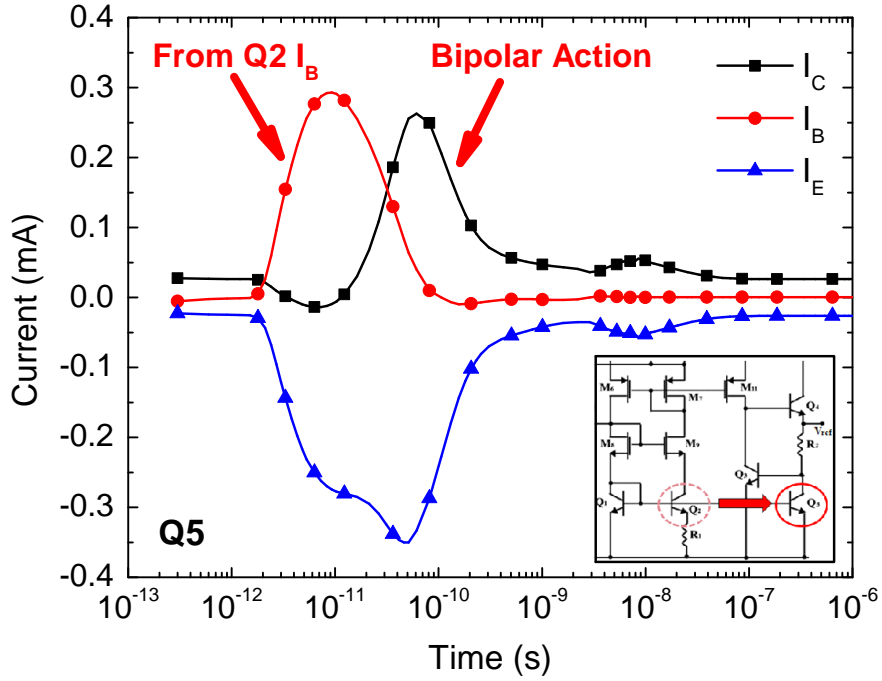 0.4
0.3
0.2
0.1
0.0
-0.1
-0.2
-0.3
-0.4
Current (mA)
From Q2 I_B
Bipolar Action
I_C
I_B
I_E
Q5
M₆
M₇
M₁₁
Q₄
Vref
M₈
M₉
Q₃
Q₁
Q₂
R₁
Q₅
10^-13
10^-12
10^-11
10^-10
10^-9
10^-8
10^-7
10^-6
Time (s)